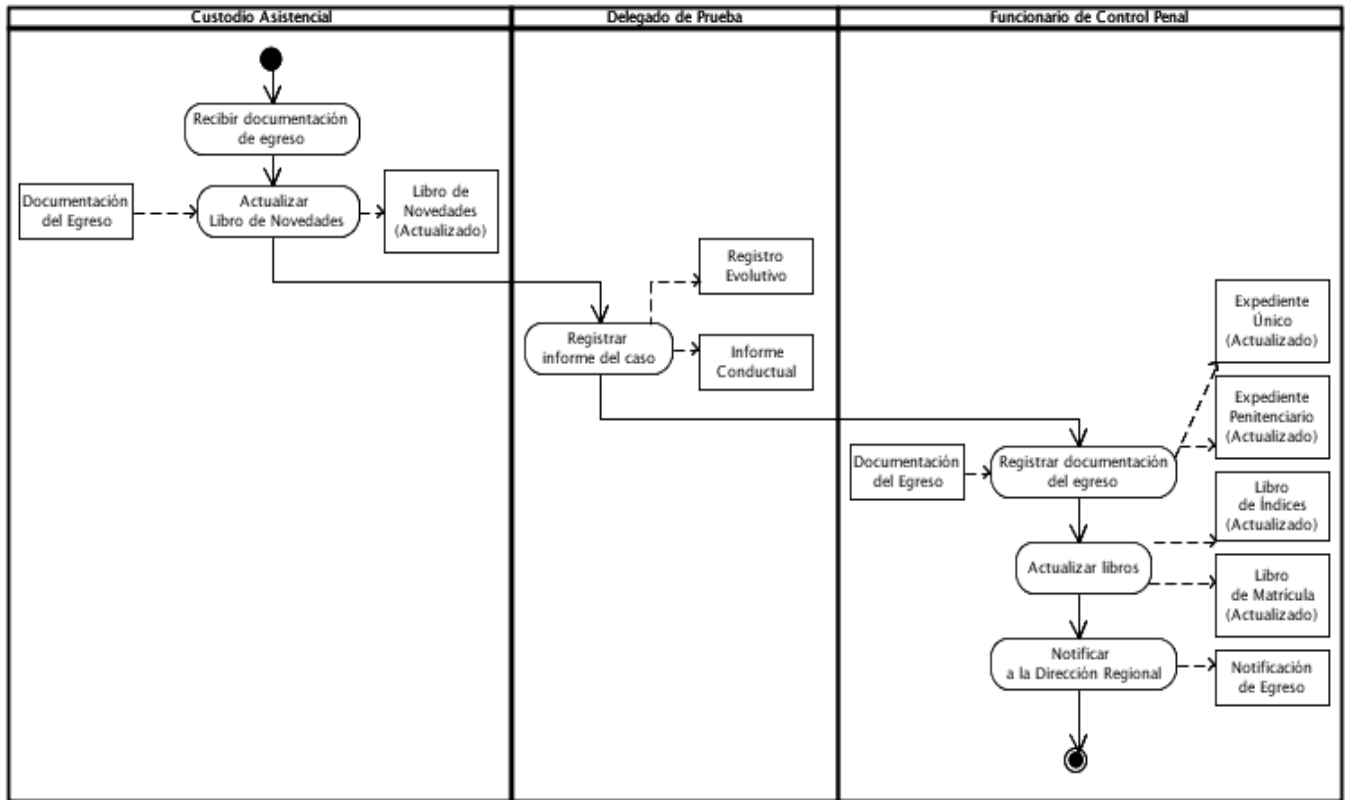 Custodio Asistencial
Delegado de Prueba
Funcionario de Control Penal
Recibir documentación
de egreso
Documentación
del Egreso
Actualizar
Libro de Novedades
Libro de
Novedades
(Actualizado)
Registro
Evolutivo
Registrar
informe del caso
Informe
Conductual
Expediente
Único
(Actualizado)
Expediente
Penitenciario
(Actualizado)
Documentación
del Egreso
Registrar documentación
del egreso
Libro
de Índices
(Actualizado)
Actualizar libros
Libro
de Matrícula
(Actualizado)
Notificar
a la Dirección Regional
Notificación
de Egreso